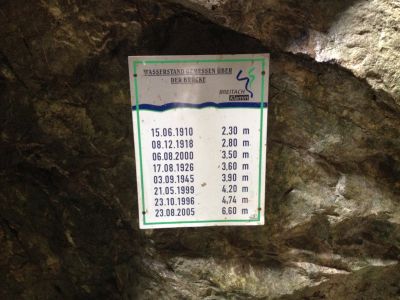 WASSERSTAND GEMESSEN ÜBER
DER BRÜCKE
BREITACH
Klamm
15.06.1910 2,30 m
08.12.1918 2,80 m
06.08.2000 3,50 m
17.08.1926 3,60 m
03.09.1945 3,90 m
21.05.1999 4,20 m
23.10.1996 4,74 m
23.08.2005 6,60 m